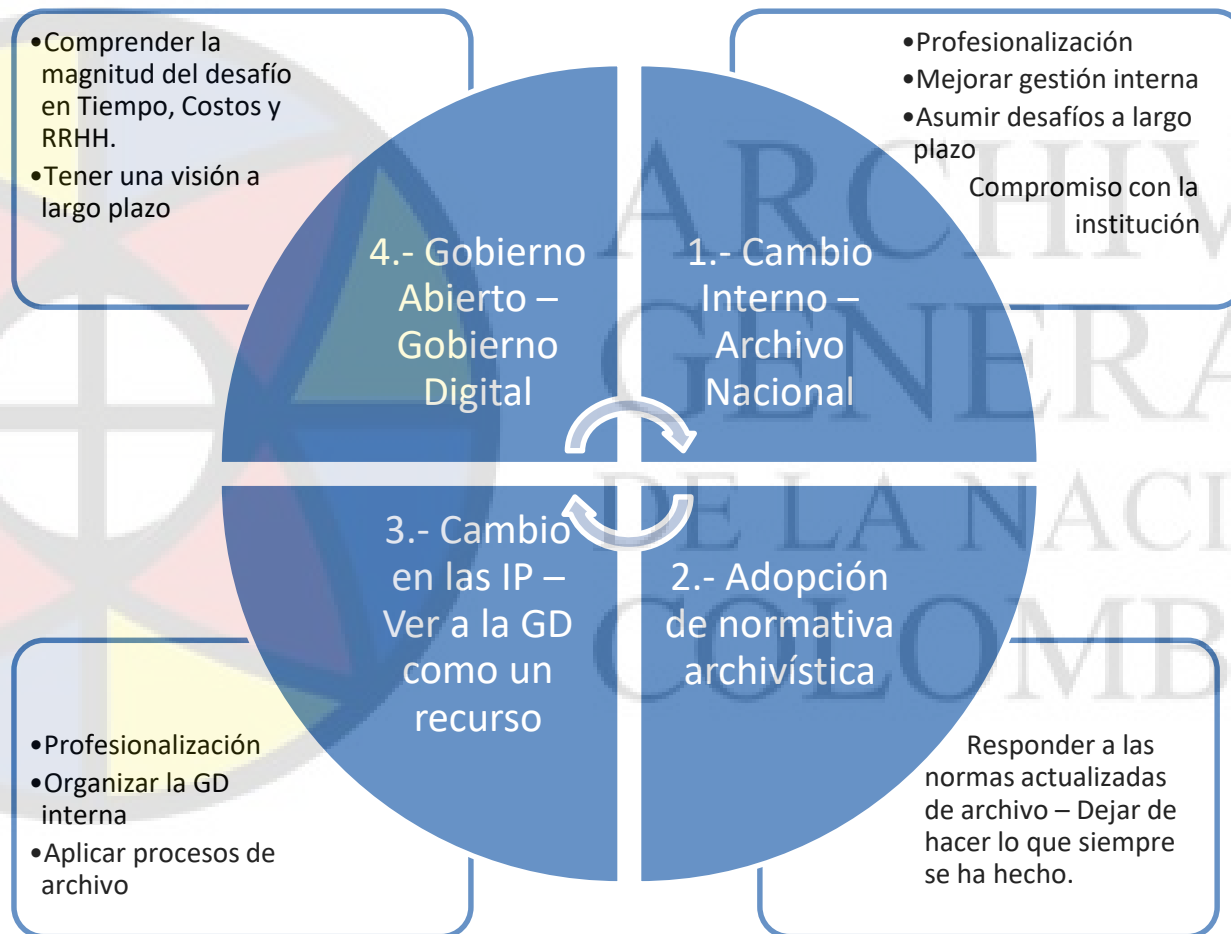 •Comprender la
magnitud del desafío
en Tiempo, Costos y
RRHH.
•Tener una visión a
largo plazo
•Profesionalización
•Mejorar gestión interna
•Asumir desafíos a largo
plazo
Compromiso con la
institución
4.- Gobierno
Abierto –
Gobierno
Digital
1.- Cambio
Interno –
Archivo
Nacional
3.- Cambio
en las IP –
Ver a la GD
como un
recurso
2.- Adopción
de normativa
archivística
•Profesionalización
•Organizar la GD
interna
•Aplicar procesos de
archivo
Responder a las
normas actualizadas
de archivo – Dejar de
hacer lo que siempre
se ha hecho.
ARCHIV
GENERA
DE LA NACI
COLOMB